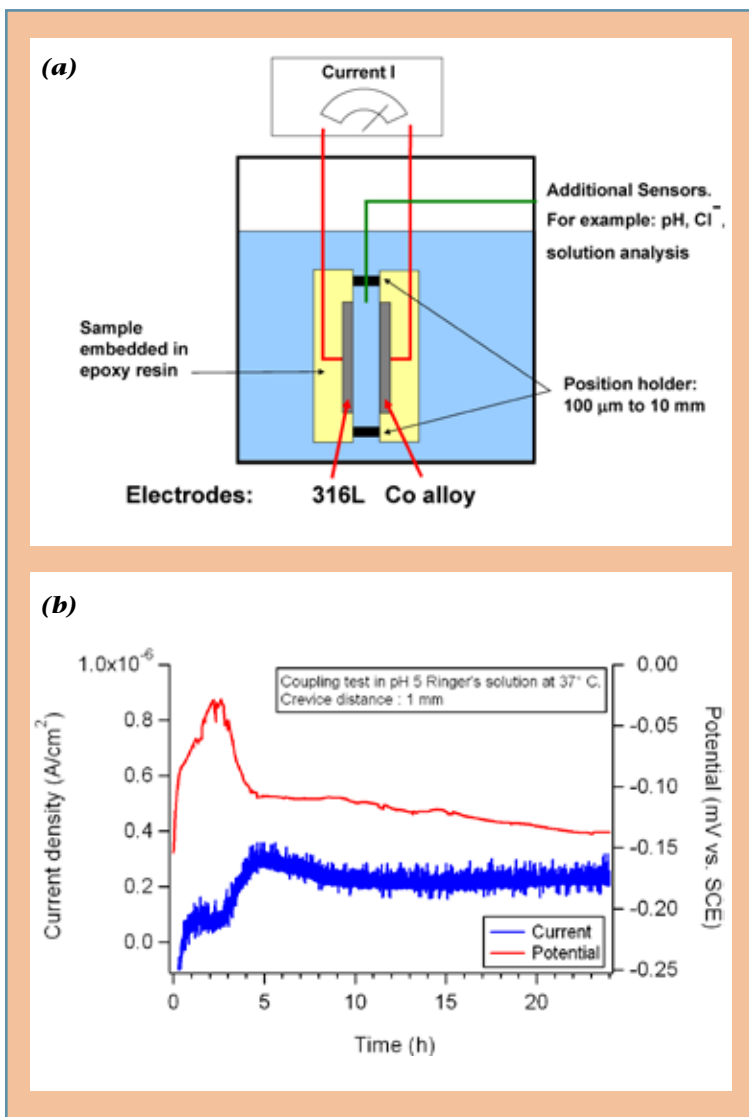 (a)
Current I
Additional Sensors.
For example: pH, Cl⁻,
solution analysis
Sample
embedded in
epoxy resin
Position holder:
100 µm to 10 mm
Electrodes: 316L Co alloy
(b)
1.0x10⁻⁶
0.8
0.6
0.4
0.2
0.0
Current density (A/cm²)
Coupling test in pH 5 Ringer's solution at 37° C.
Crevice distance : 1 mm
0.00
-0.05
-0.10
-0.15
-0.20
-0.25
Potential (mV vs. SCE)
Current
Potential
0 5 10 15 20
Time (h)